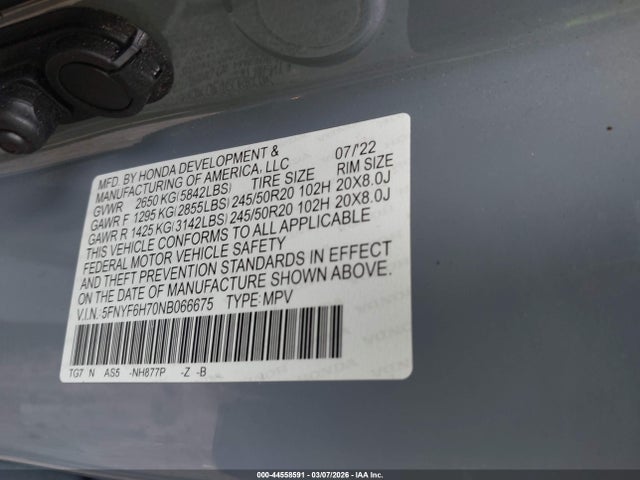 MFD. BY HONDA DEVELOPMENT & 07/'22
MANUFACTURING OF AMERICA, LLC
GVWR 2650 KG(5842LBS) TIRE SIZE RIM SIZE
GAWR F 1295 KG(2855LBS) 245/50R20 102H 20X8.0J
GAWR R 1425 KG(3142LBS) 245/50R20 102H 20X8.0J
THIS VEHICLE CONFORMS TO ALL APPLICABLE
FEDERAL MOTOR VEHICLE SAFETY
AND THEFT PREVENTION STANDARDS IN EFFECT
ON THE DATE OF MANUFACTURE SHOWN ABOVE.
V.I.N.:5FNYF6H70NB066675 TYPE:MPV
TG7 N AS5 -NH877P -Z -B
000-44558591 | 03/07/2026 | IAA Inc.